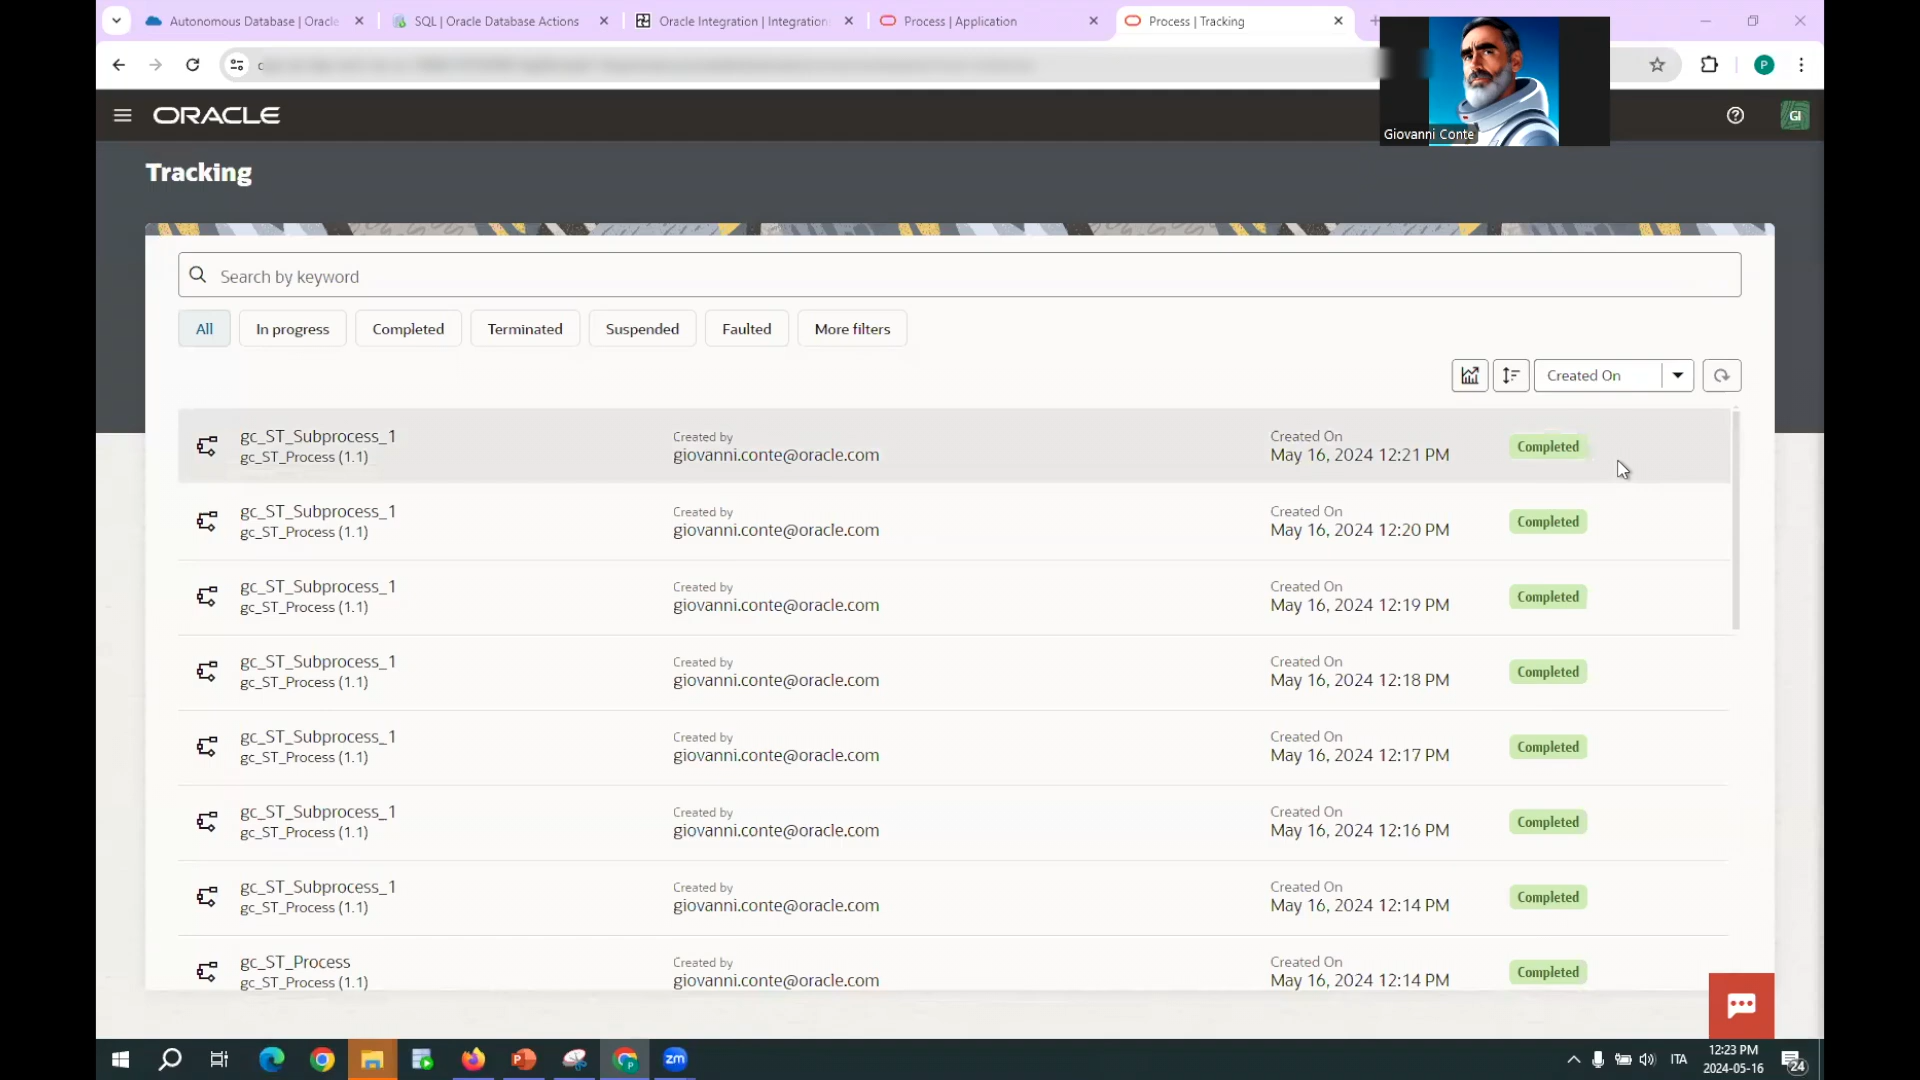 Autonomous Database | Oracle
SQL | Oracle Database Actions
Oracle Integration | Integration
Process | Application
Process | Tracking
P
Giovanni Conte
ORACLE
GI
Tracking
Search by keyword
All
In progress
Completed
Terminated
Suspended
Faulted
More filters
Created On
gc_ST_Subprocess_1
gc_ST_Process (1.1)
Created by
giovanni.conte@oracle.com
Created On
May 16, 2024 12:21 PM
Completed
gc_ST_Subprocess_1
gc_ST_Process (1.1)
Created by
giovanni.conte@oracle.com
Created On
May 16, 2024 12:20 PM
Completed
gc_ST_Subprocess_1
gc_ST_Process (1.1)
Created by
giovanni.conte@oracle.com
Created On
May 16, 2024 12:19 PM
Completed
gc_ST_Subprocess_1
gc_ST_Process (1.1)
Created by
giovanni.conte@oracle.com
Created On
May 16, 2024 12:18 PM
Completed
gc_ST_Subprocess_1
gc_ST_Process (1.1)
Created by
giovanni.conte@oracle.com
Created On
May 16, 2024 12:17 PM
Completed
gc_ST_Subprocess_1
gc_ST_Process (1.1)
Created by
giovanni.conte@oracle.com
Created On
May 16, 2024 12:16 PM
Completed
gc_ST_Subprocess_1
gc_ST_Process (1.1)
Created by
giovanni.conte@oracle.com
Created On
May 16, 2024 12:14 PM
Completed
gc_ST_Process
gc_ST_Process (1.1)
Created by
giovanni.conte@oracle.com
Created On
May 16, 2024 12:14 PM
Completed
zm
ITA
12:23 PM
2024-05-16
24